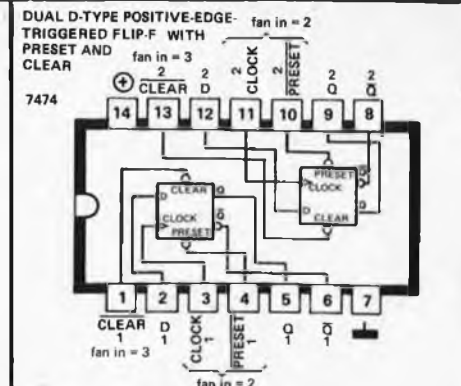 DUAL D-TYPE POSITIVE-EDGE-
TRIGGERED FLIP-F WITH
PRESET AND
CLEAR
7474
fan in = 2
fan in = 3
2 CLEAR
2 D
2 CLOCK
2 PRESET
2 Q
2 Q
14 13 12 11 10 9 8
PRESET
CLOCK
D
CLEAR
Q
Q
CLEAR
D
CLOCK
PRESET
Q
Q
1 2 3 4 5 6 7
CLEAR 1
D 1
CLOCK 1
PRESET 1
Q 1
Q 1
fan in = 3
fan in = 2